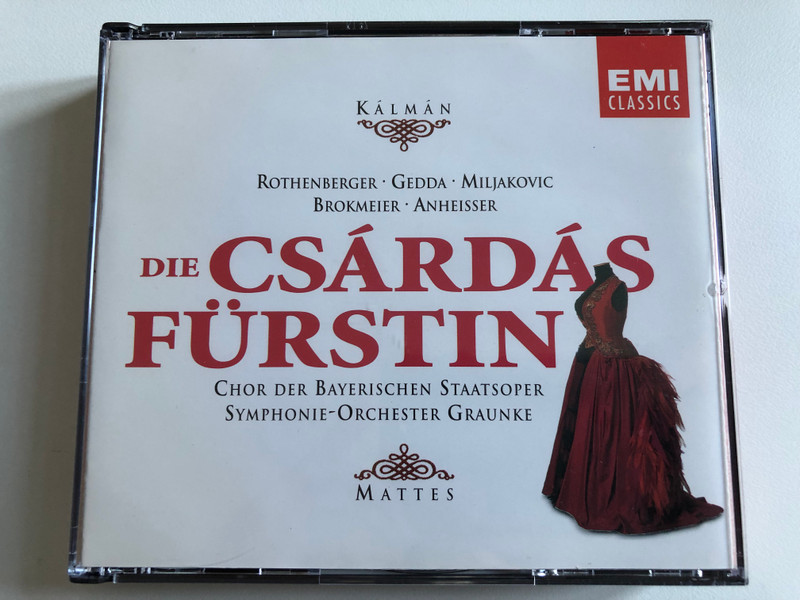 EMI
CLASSICS
KÁLMÁN
ROTHENBERGER · GEDDA · MILJAKOVIC
BROKMEIER · ANHEISSER
DIE CSÁRDÁS
FÜRSTIN
CHOR DER BAYERISCHEN STAATSOPER
SYMPHONIE-ORCHESTER GRAUNKE
MATTES